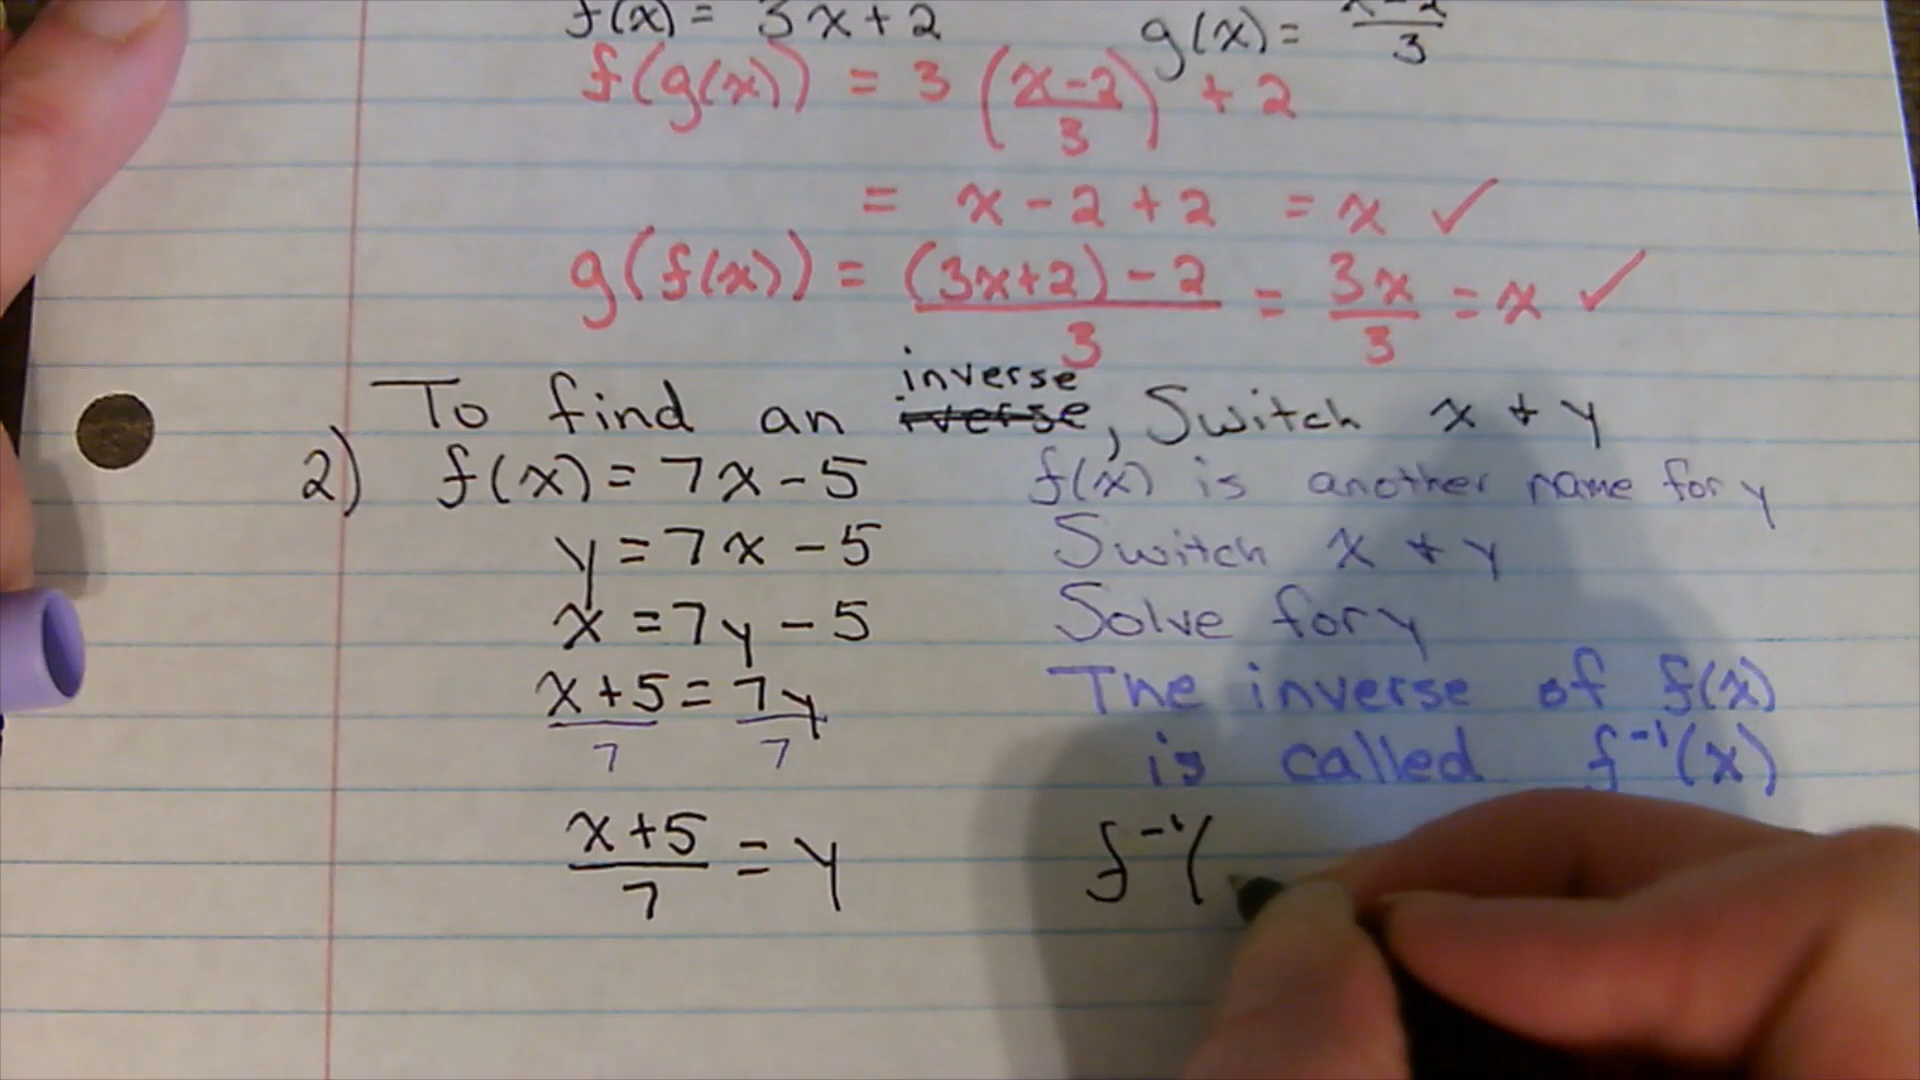 f(x) = 3x+2 g(x) = x-2/3
f(g(x)) = 3(x-2/3) + 2
= x-2+2 = x ✓
g(f(x)) = (3x+2)-2/3 = 3x/3 = x ✓
inverse
To find an iverse, Switch x + y
2) f(x) = 7x-5 f(x) is another name for y
y = 7x-5 Switch x + y
x = 7y-5 Solve for y
x+5/7 = 7y/7 The inverse of f(x)
is called f⁻¹(x)
x+5/7 = y f⁻¹(